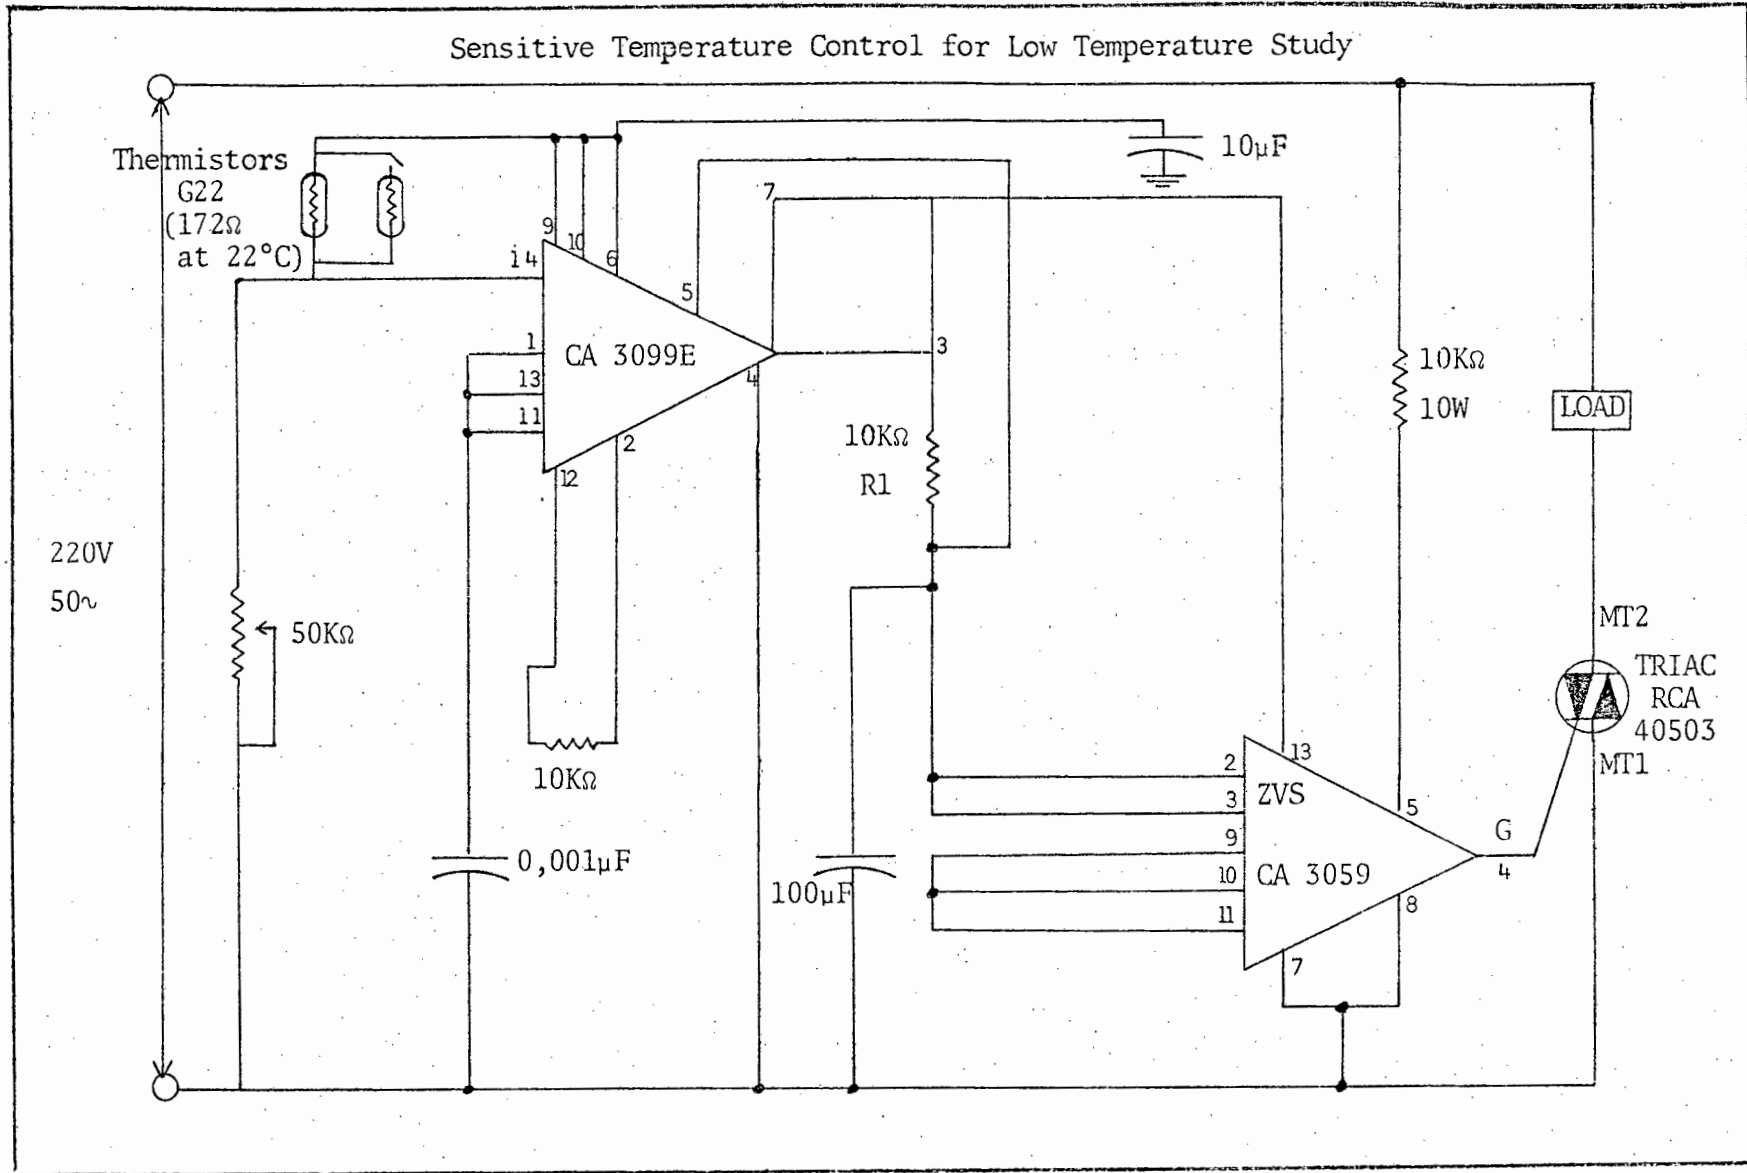 Sensitive Temperature Control for Low Temperature Study
Thermistors
G22
(172Ω
at 22°C)
220V
50~
50KΩ
i4
9
10
6
5
7
1
13
11
12
2
4
3
CA 3099E
10KΩ
0,001µF
10µF
10KΩ
R1
100µF
2
3
9
10
11
13
5
7
8
ZVS
CA 3059
G
4
10KΩ
10W
LOAD
MT2
TRIAC
RCA
40503
MT1